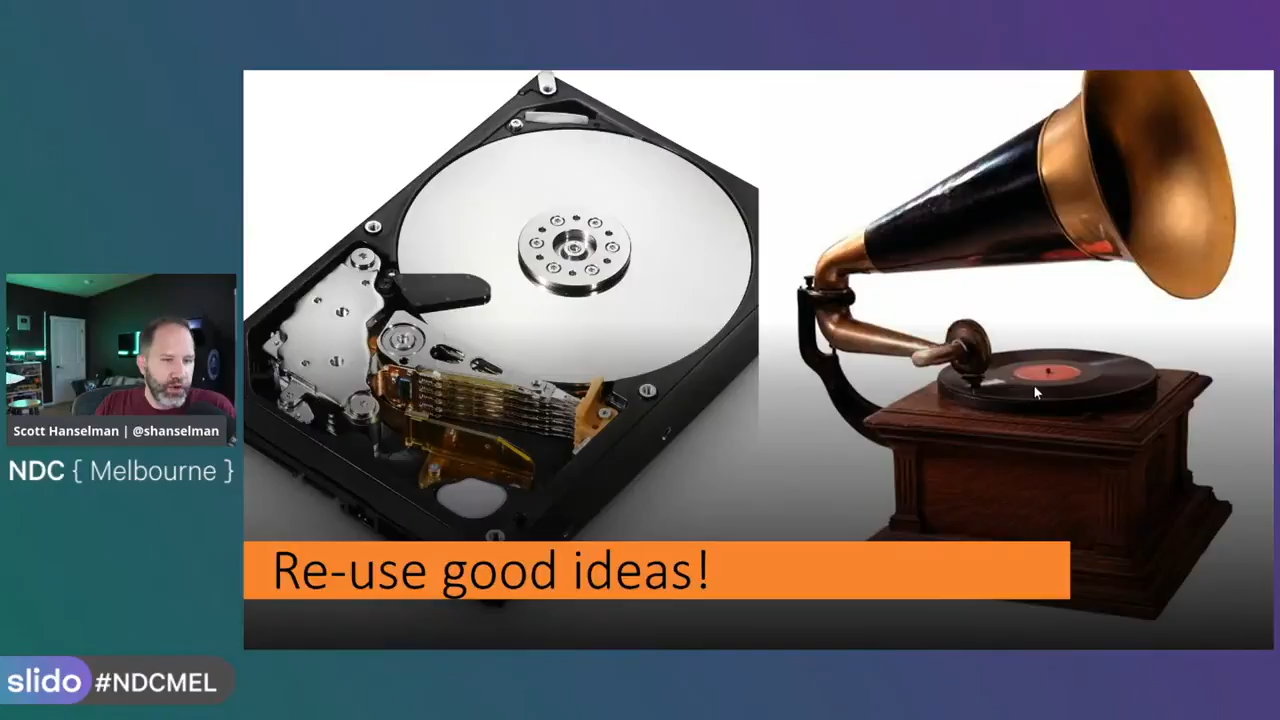 Re-use good ideas!
Scott Hanselman | @shanselman
NDC { Melbourne }
slido #NDCMEL